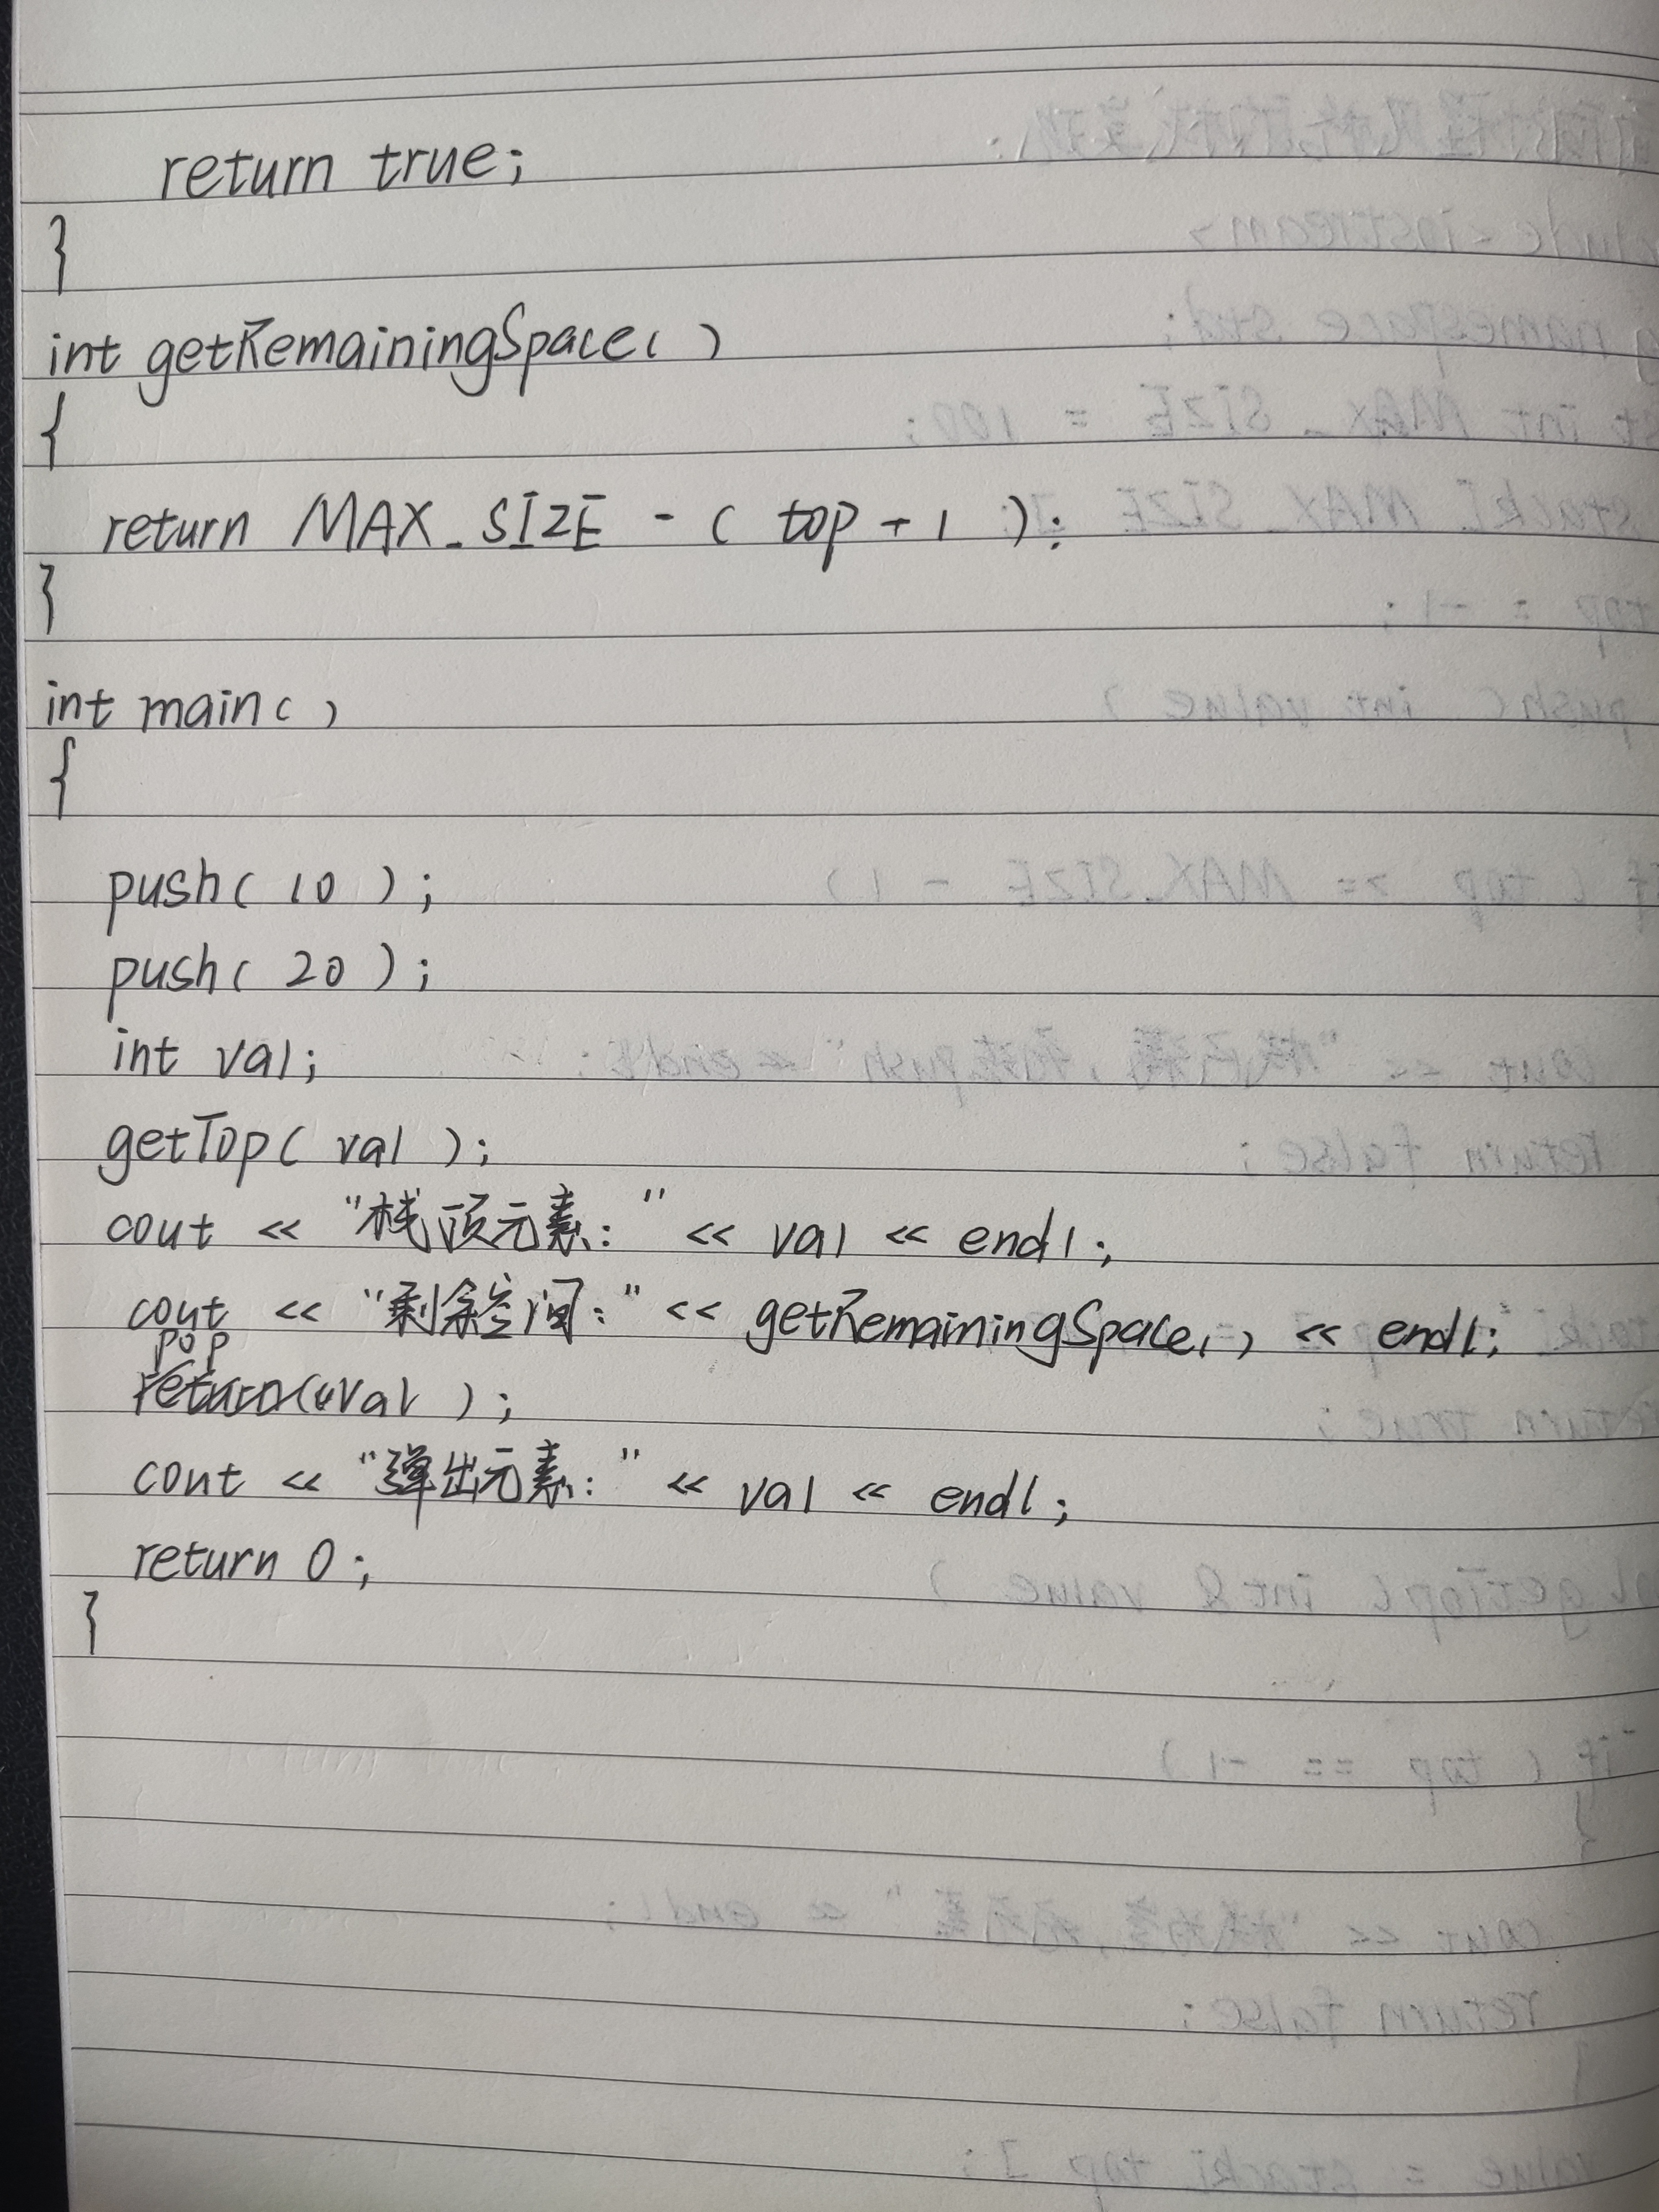 return true;
}
int getRemainingSpace()
{
return MAX_SIZE - ( top + 1 );
}
int main()
{
push( 10 );
push( 20 );
int val;
getTop( val );
cout << "栈顶元素:" << val << endl;
cout << "剩余空间:" << getRemainingSpace() << endl;
pop
return(val );
cout << "弹出元素:" << val << endl;
return 0;
}